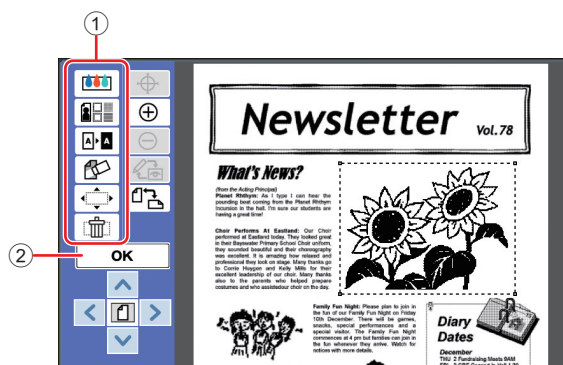 1
A A
2
OK
Newsletter Vol.78
What's News?
(from the Acting Principal)
Planet Rhthym: As I type I can hear the
pounding beat coming from the Planet Rhthym
Incursion in the hall. I'm sure our students are
having a great time!
Choir Performs At Eastland: Our Choir
performed at Eastland today. They looked great
in their Bayswater Primary School Choir uniform,
they sounded beautiful and their choreography
was excellent. It is amazing how relaxed and
professional they look on stage. Many thanks go
to Corrie Huygen and Kelly Mills for their
excellent leadership of our choir. Many thanks
also to the parents who helped prepare
costumes and who assistedour choir on the day.
Family Fun Night: Please plan to join in
the fun of our Family Fun Night on Friday
10th December. There will be games,
snacks, special performances and a
special visitor. The Family Fun Night
commences at 4 pm but families can join in
the fun whenever they arrive. Watch for
notices with more details.
Diary
Dates
December
THU 2 Fundraising Meets 9AM